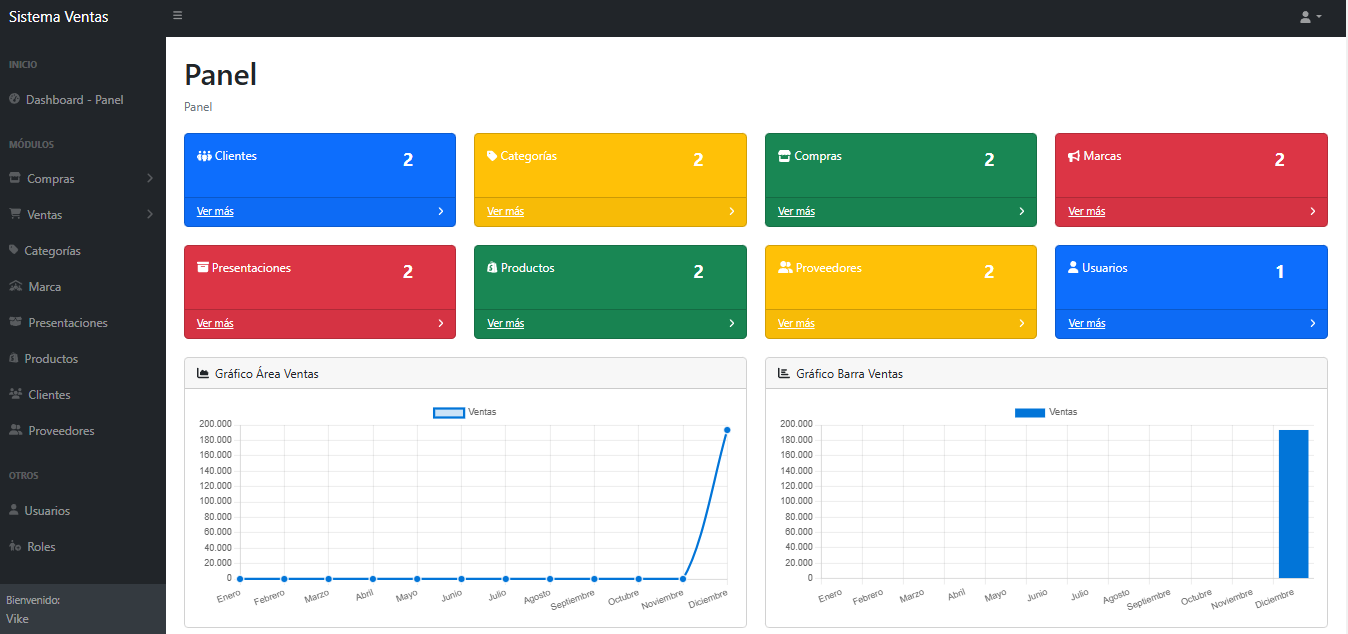 Sistema Ventas
INICIO
Dashboard - Panel
MÓDULOS
Compras
Ventas
Categorías
Marca
Presentaciones
Productos
Clientes
Proveedores
OTROS
Usuarios
Roles
Bienvenido:
Vike
Panel
Panel
Clientes 2
Ver más
Categorías 2
Ver más
Compras 2
Ver más
Marcas 2
Ver más
Presentaciones 2
Ver más
Productos 2
Ver más
Proveedores 2
Ver más
Usuarios 1
Ver más
Gráfico Área Ventas
Ventas
200.000
180.000
160.000
140.000
120.000
100.000
80.000
60.000
40.000
20.000
0
Enero Febrero Marzo Abril Mayo Junio Julio Agosto Septiembre Octubre Noviembre Diciembre
Gráfico Barra Ventas
Ventas
200.000
180.000
160.000
140.000
120.000
100.000
80.000
60.000
40.000
20.000
0
Enero Febrero Marzo Abril Mayo Junio Julio Agosto Septiembre Octubre Noviembre Diciembre